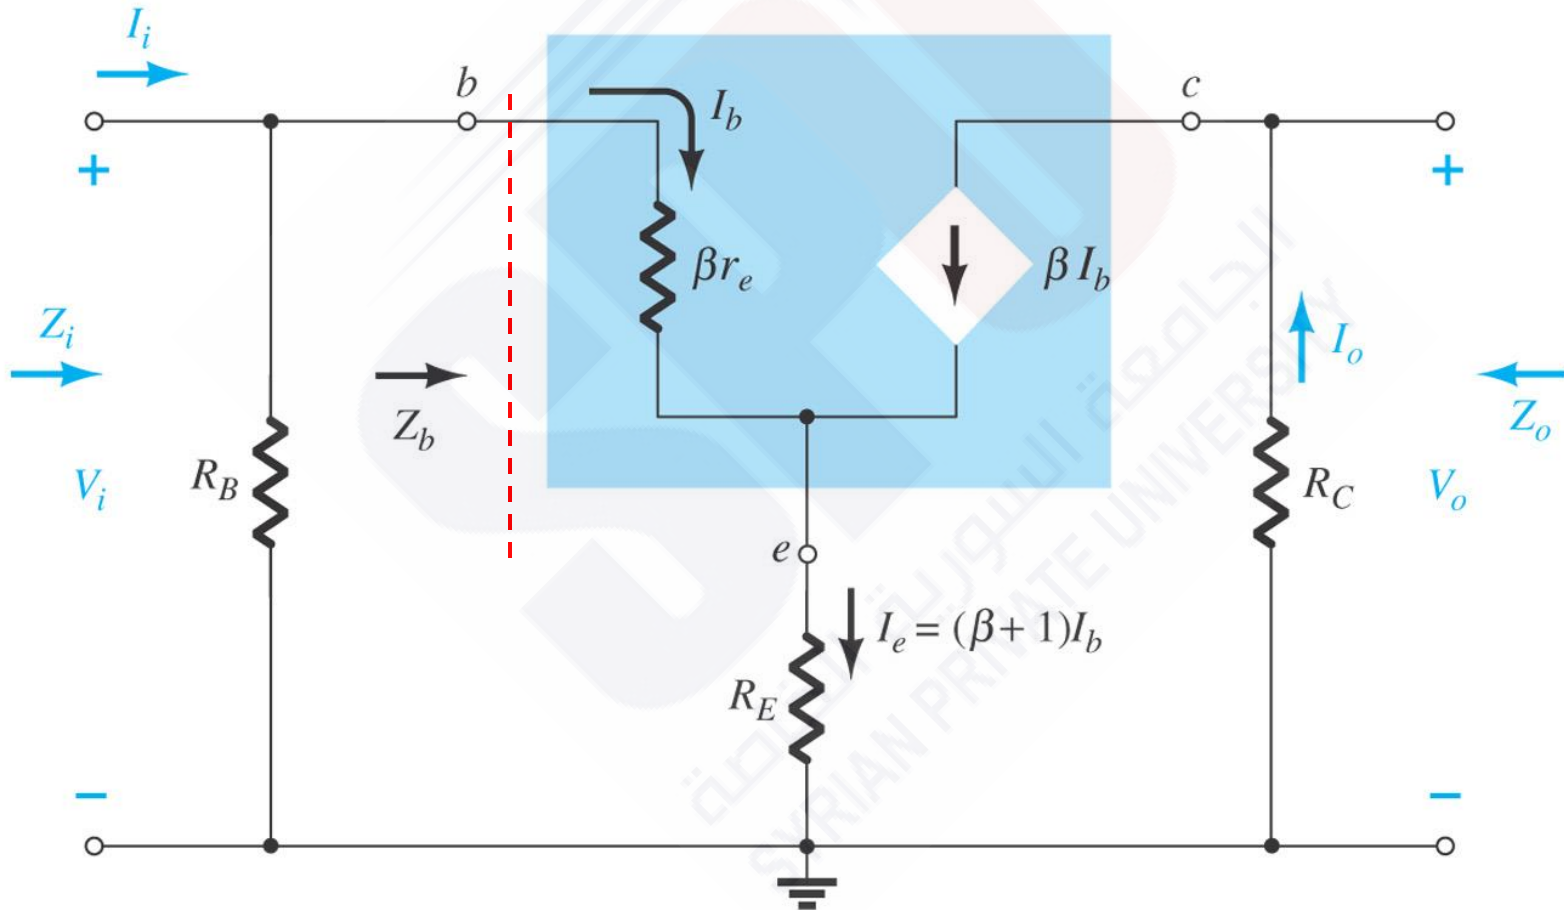 I_i
b
I_b
c
+
+
βr_e
βI_b
Z_i
Z_b
I_o
Z_o
R_B
V_i
R_C
V_o
e
I_e = (β + 1)I_b
R_E
−
−
الجامعة السورية الخاصة
SYRIAN PRIVATE UNIVERSITY